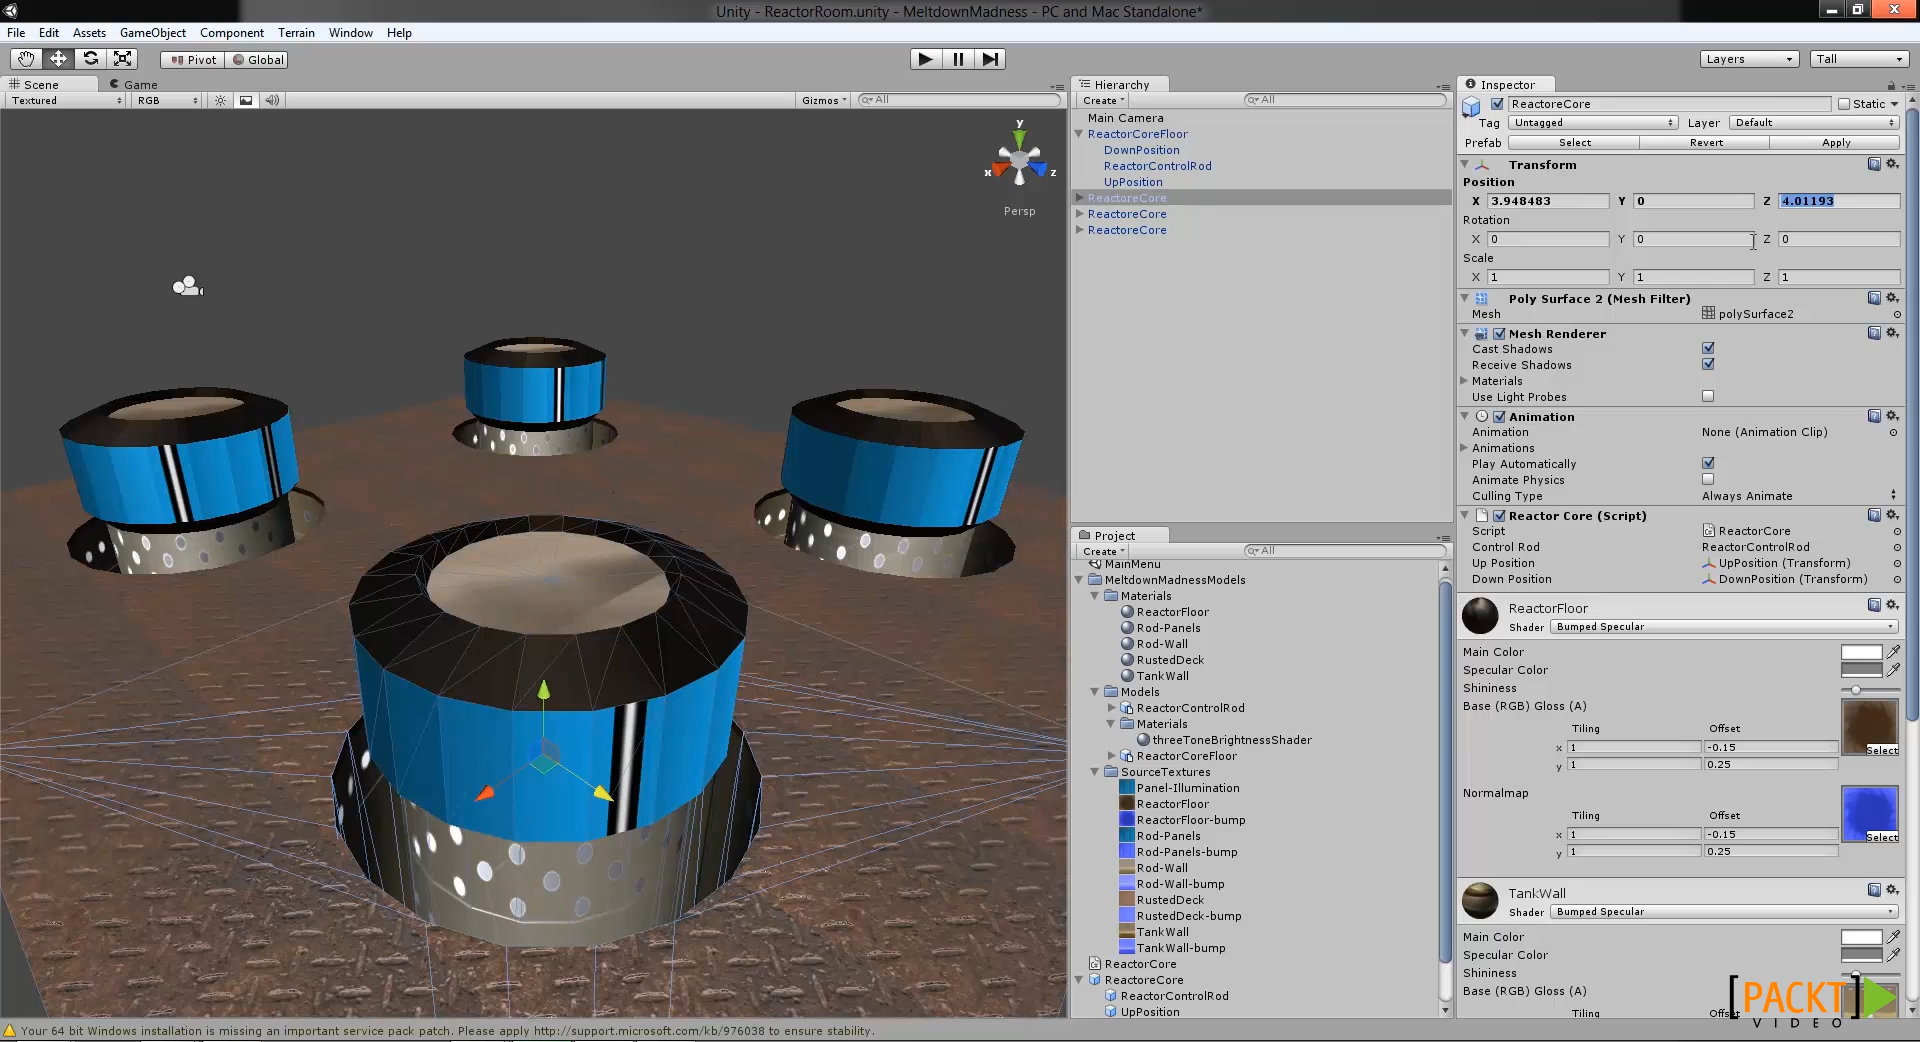 Unity - ReactorRoom.unity - MeltdownMadness - PC and Mac Standalone*
File Edit Assets GameObject Component Terrain Window Help
Pivot Global Layers Tall
Scene Game
Textured RGB Gizmos All
y
x z
Persp
Hierarchy
Create All
Main Camera
ReactorCoreFloor
DownPosition
ReactorControlRod
UpPosition
ReactoreCore
ReactoreCore
ReactoreCore
Project
Create All
MainMenu
MeltdownMadnessModels
Materials
ReactorFloor
Rod-Panels
Rod-Wall
RustedDeck
TankWall
Models
ReactorControlRod
Materials
threeToneBrightnessShader
ReactorCoreFloor
SourceTextures
Panel-Illumination
ReactorFloor
ReactorFloor-bump
Rod-Panels
Rod-Panels-bump
Rod-Wall
Rod-Wall-bump
RustedDeck
RustedDeck-bump
TankWall
TankWall-bump
ReactorCore
ReactoreCore
ReactorControlRod
UpPosition
Inspector
ReactoreCore Static
Tag Untagged Layer Default
Prefab Select Revert Apply
Transform
Position
X 3.948483 Y 0 Z 4.01193
Rotation
X 0 Y 0 Z 0
Scale
X 1 Y 1 Z 1
Poly Surface 2 (Mesh Filter)
Mesh polySurface2
Mesh Renderer
Cast Shadows
Receive Shadows
Materials
Use Light Probes
Animation
Animation None (Animation Clip)
Animations
Play Automatically
Animate Physics
Culling Type Always Animate
Reactor Core (Script)
Script ReactorCore
Control Rod ReactorControlRod
Up Position UpPosition (Transform)
Down Position DownPosition (Transform)
ReactorFloor
Shader Bumped Specular
Main Color
Specular Color
Shininess
Base (RGB) Gloss (A)
Tiling Offset
x 1 -0.15
y 1 0.25
Select
Normalmap
Tiling Offset
x 1 -0.15
y 1 0.25
Select
TankWall
Shader Bumped Specular
Main Color
Specular Color
Shininess
Base (RGB) Gloss (A)
Tiling
[PACKT]
VIDEO
Your 64 bit Windows installation is missing an important service pack patch. Please apply http://support.microsoft.com/kb/976038 to ensure stability.